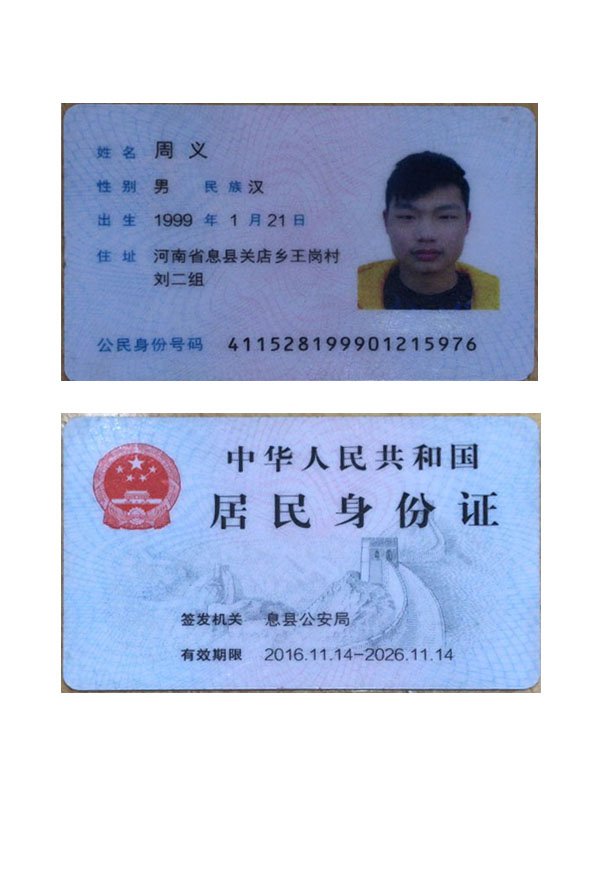 姓名 周义
性别 男 民族 汉
出生 1999 年 1 月 21 日
住址 河南省息县关店乡王岗村
刘二组
公民身份号码 411528199901215976
中华人民共和国
居民身份证
签发机关 息县公安局
有效期限 2016.11.14-2026.11.14